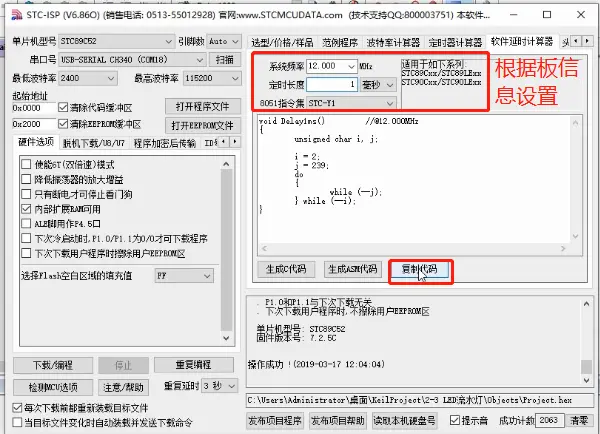 STC-ISP (V6.86O) (销售电话: 0513-55012928) 官网:www.STCMCUDATA.com (技术支持QQ:800003751) 本软件...
单片机型号 STC89C52 引脚数 Auto
串口号 USB-SERIAL CH340 (COM18) 扫描
最低波特率 2400 最高波特率 115200
起始地址
0x0000 清除代码缓冲区 打开程序文件
0x2000 清除EEPROM缓冲区 打开EEPROM文件
硬件选项 脱机下载/U8/U7 程序加密后传输
使能6T(双倍速)模式
降低振荡器的放大增益
只有断电才可停止看门狗
内部扩展RAM可用
ALE脚用作P4.5口
下次冷启动时,P1.0/P1.1为0/0才可下载程序
下次下载用户程序时擦除用户EEPROM区
选择Flash空白区域的填充值 FF
下载/编程 停止 重复编程
检测MCU选项 注意/帮助 重复延时 3 秒
每次下载前都重新装载目标文件
当目标文件变化时自动装载并发送下载命令
选型/价格/样品 范例程序 波特率计算器 定时器计算器 软件延时计算器 头
系统频率 12.000 MHz
定时长度 1 毫秒
8051指令集 STC-Y1
适用于如下系列:
STC89Cxx/STC89LExx
STC90Cxx/STC90LExx
根据板信
息设置
void Delay1ms() //@12.000MHz
{
unsigned char i, j;
i = 2;
j = 239;
do
{
while (--j);
} while (--i);
}
生成C代码 生成ASM代码 复制代码
. P1.0和P1.1与下次下载无关
. 下次下载用户程序时,不擦除用户EEPROM区
单片机型号: STC89C52
固件版本号: 7.2.5C
操作成功 !(2019-03-17 12:04:04)
C:\Users\Administrator\桌面\KeilProject\2-3 LED流水灯\Objects\Project.hex
发布项目程序 发布项目帮助 读取本机硬盘号 提示音 成功计数 2063 清零